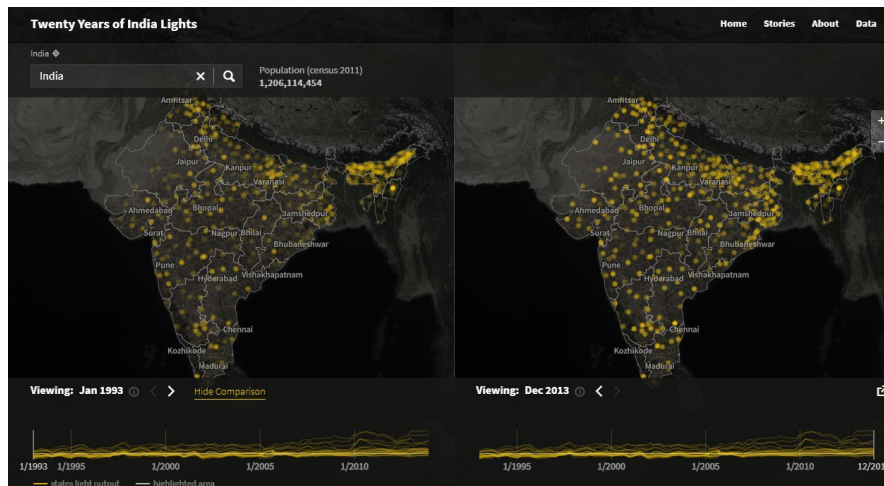 Twenty Years of India Lights
Home Stories About Data
India
India
Population (census 2011)
1,206,114,454
Amritsar
Delhi
Jaipur
Kanpur
Varanasi
Ahmedabad
Bhopal
Jamshedpur
Surat
Nagpur Bhilai
Bhubaneshwar
Pune
Hyderabad
Vishakhapatnam
Chennai
Kozhikode
Madurai
Amritsar
Delhi
Jaipur
Kanpur
Varanasi
Ahmedabad
Bhopal
Jamshedpur
Surat
Nagpur Bhilai
Bhubaneshwar
Pune
Hyderabad
Vishakhapatnam
Chennai
Kozhikode
Madurai
Viewing: Jan 1993
Hide Comparison
Viewing: Dec 2013
1/1993 1/1995 1/2000 1/2005 1/2010
1/1995 1/2000 1/2005 1/2010 12/201
states light output
highlighted area